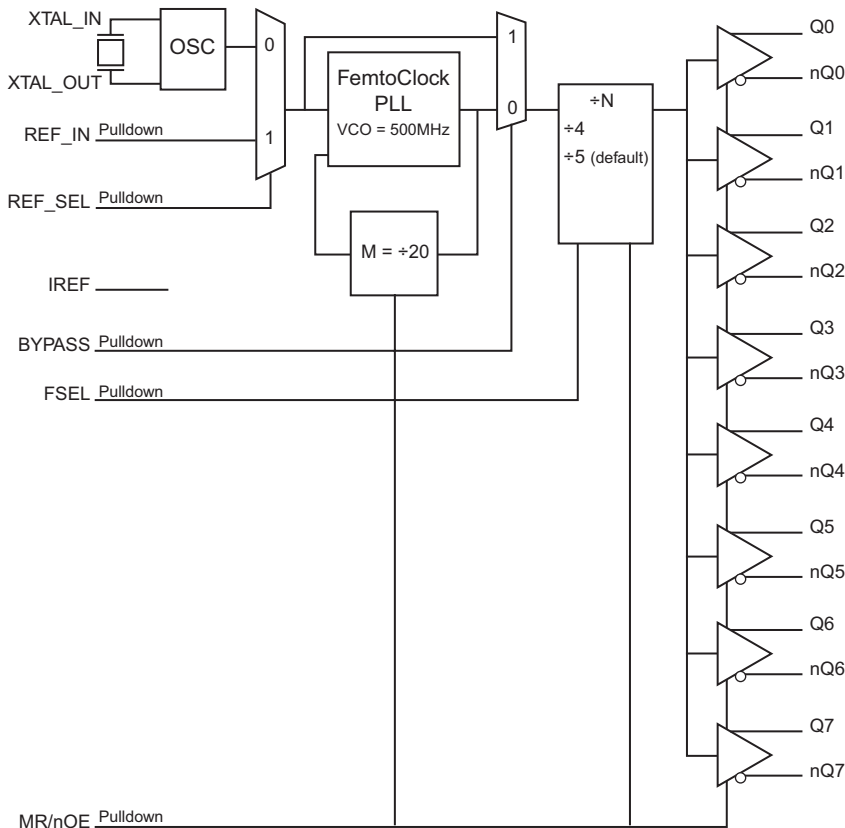 XTAL_IN
OSC
XTAL_OUT
0
1
REF_IN Pulldown
REF_SEL Pulldown
FemtoClock
PLL
VCO = 500MHz
1
0
M = ÷20
÷N
÷4
÷5 (default)
IREF
BYPASS Pulldown
FSEL Pulldown
MR/nOE Pulldown
Q0
nQ0
Q1
nQ1
Q2
nQ2
Q3
nQ3
Q4
nQ4
Q5
nQ5
Q6
nQ6
Q7
nQ7